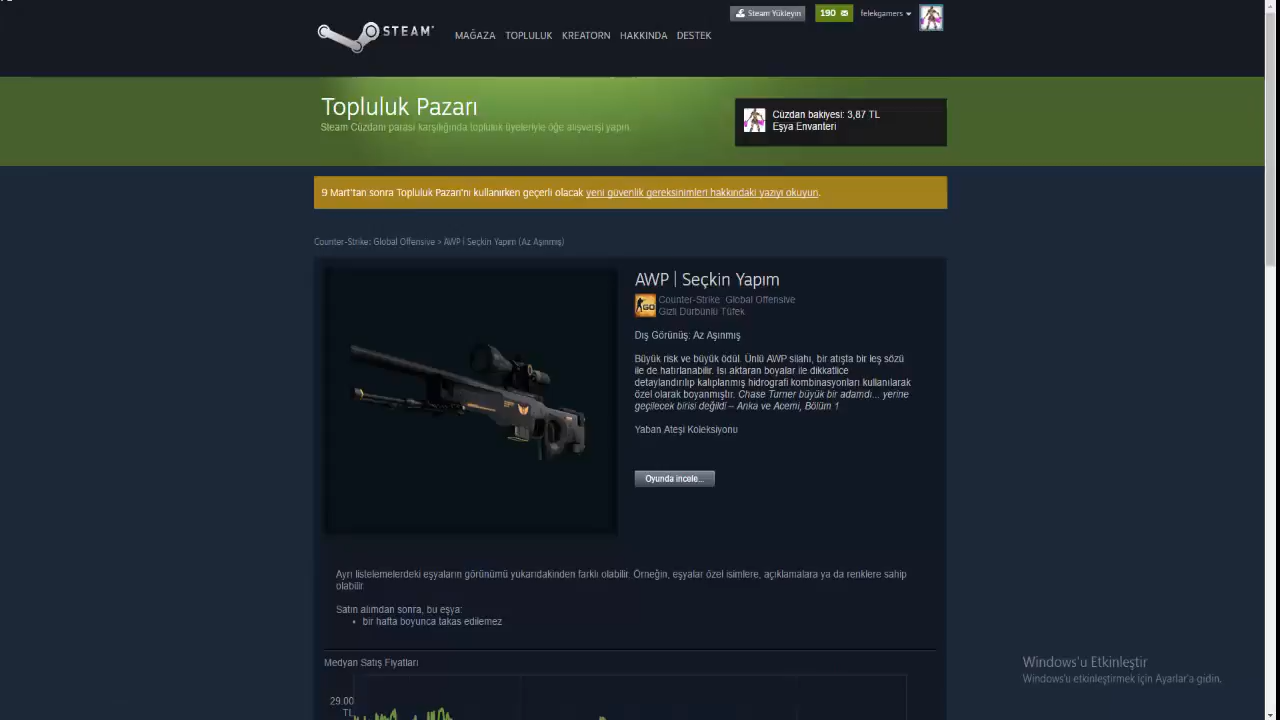 STEAM
Steam Yükleyin
190
felekgamers
MAĞAZA TOPLULUK KREATORN HAKKINDA DESTEK
Topluluk Pazarı
Steam Cüzdanı parası karşılığında topluluk üyeleriyle öğe alışverişi yapın.
Cüzdan bakiyesi: 3,87 TL
Eşya Envanteri
9 Mart'tan sonra Topluluk Pazarı'nı kullanırken geçerli olacak yeni güvenlik gereksinimleri hakkındaki yazıyı okuyun.
Counter-Strike: Global Offensive > AWP | Seçkin Yapım (Az Aşınmış)
AWP | Seçkin Yapım
GO
Counter-Strike: Global Offensive
Gizli Dürbünlü Tüfek
Dış Görünüş: Az Aşınmış
Büyük risk ve büyük ödül. Ünlü AWP silahı, bir atışta bir leş sözü
ile de hatırlanabilir. Isı aktaran boyalar ile dikkatlice
detaylandırılıp kalıplanmış hidrografi kombinasyonları kullanılarak
özel olarak boyanmıştır. Chase Turner büyük bir adamdı... yerine
geçilecek birisi değildi – Anka ve Acemi, Bölüm 1
Yaban Ateşi Koleksiyonu
Oyunda incele...
Ayrı listelemelerdeki eşyaların görünümü yukarıdakinden farklı olabilir. Örneğin, eşyalar özel isimlere, açıklamalara ya da renklere sahip
olabilir.
Satın alımdan sonra, bu eşya:
• bir hafta boyunca takas edilemez
Medyan Satış Fiyatları
29.00
TL
Windows'u Etkinleştir
Windows'u etkinleştirmek için Ayarlar'a gidin.